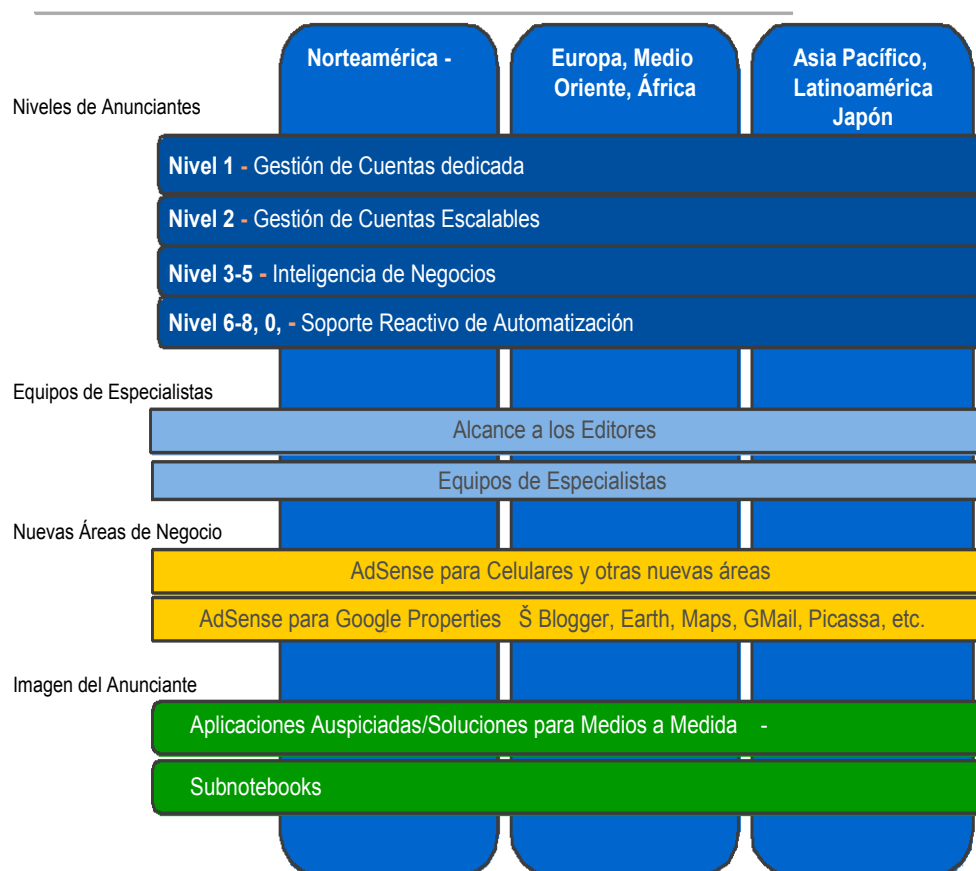 Norteamérica -
Europa, Medio
Oriente, África
Asia Pacífico,
Latinoamérica
Japón
Niveles de Anunciantes
Nivel 1 - Gestión de Cuentas dedicada
Nivel 2 - Gestión de Cuentas Escalables
Nivel 3-5 - Inteligencia de Negocios
Nivel 6-8, 0, - Soporte Reactivo de Automatización
Equipos de Especialistas
Alcance a los Editores
Equipos de Especialistas
Nuevas Áreas de Negocio
AdSense para Celulares y otras nuevas áreas
AdSense para Google Properties Š Blogger, Earth, Maps, GMail, Picassa, etc.
Imagen del Anunciante
Aplicaciones Auspiciadas/Soluciones para Medios a Medida -
Subnotebooks